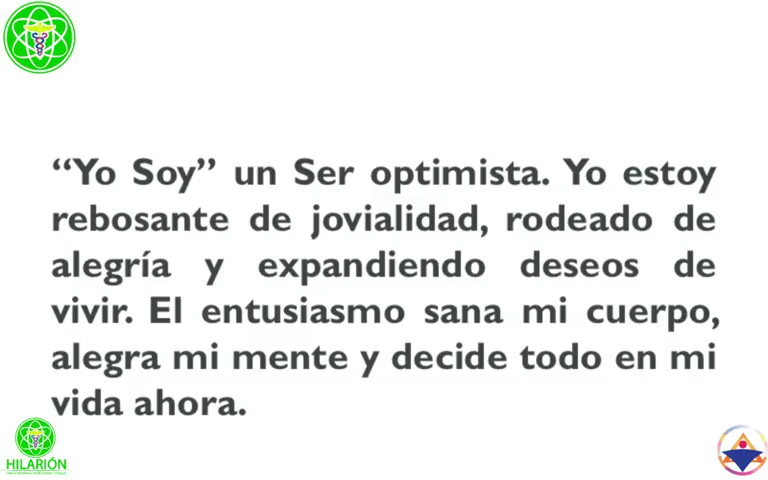 “Yo Soy” un Ser optimista. Yo estoy
rebosante de jovialidad, rodeado de
alegría y expandiendo deseos de
vivir. El entusiasmo sana mi cuerpo,
alegra mi mente y decide todo en mi
vida ahora.
HILARIÓN